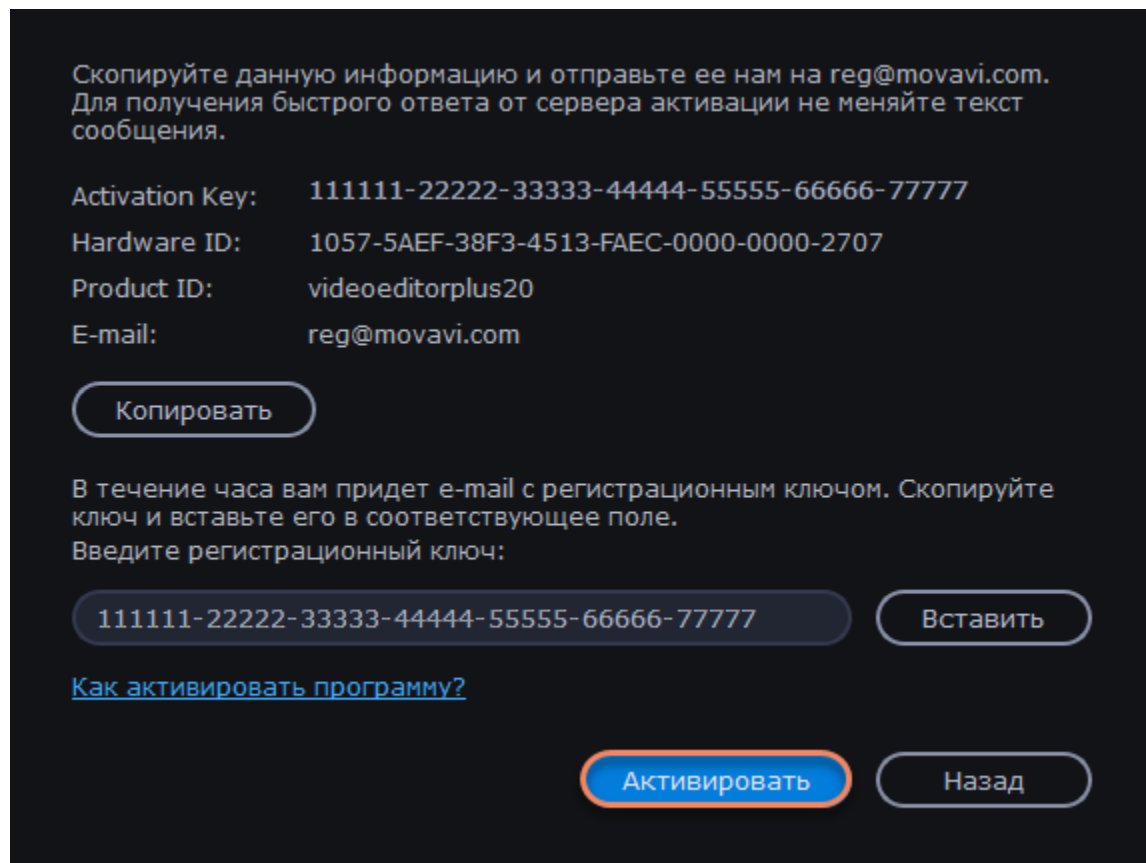 Скопируйте данную информацию и отправьте ее нам на reg@movavi.com.
Для получения быстрого ответа от сервера активации не меняйте текст
сообщения.
Activation Key: 111111-22222-33333-44444-55555-66666-77777
Hardware ID: 1057-5AEF-38F3-4513-FAEC-0000-0000-2707
Product ID: videoeditorplus20
E-mail: reg@movavi.com
Копировать
В течение часа вам придет e-mail с регистрационным ключом. Скопируйте
ключ и вставьте его в соответствующее поле.
Введите регистрационный ключ:
111111-22222-33333-44444-55555-66666-77777 Вставить
Как активировать программу?
Активировать Назад